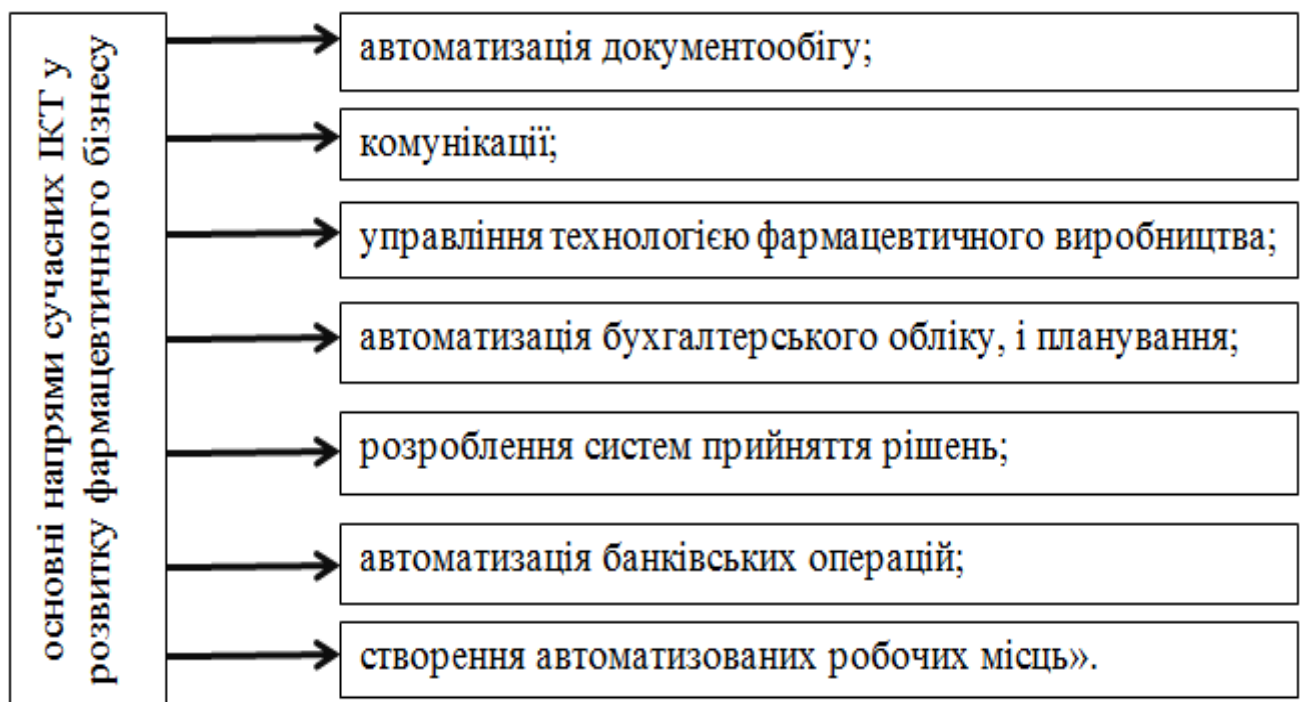 основні напрями сучасних ІКТ у
розвитку фармацевтичного бізнесу
автоматизація документообігу;
комунікації;
управління технологією фармацевтичного виробництва;
автоматизація бухгалтерського обліку, і планування;
розроблення систем прийняття рішень;
автоматизація банківських операцій;
створення автоматизованих робочих місць».